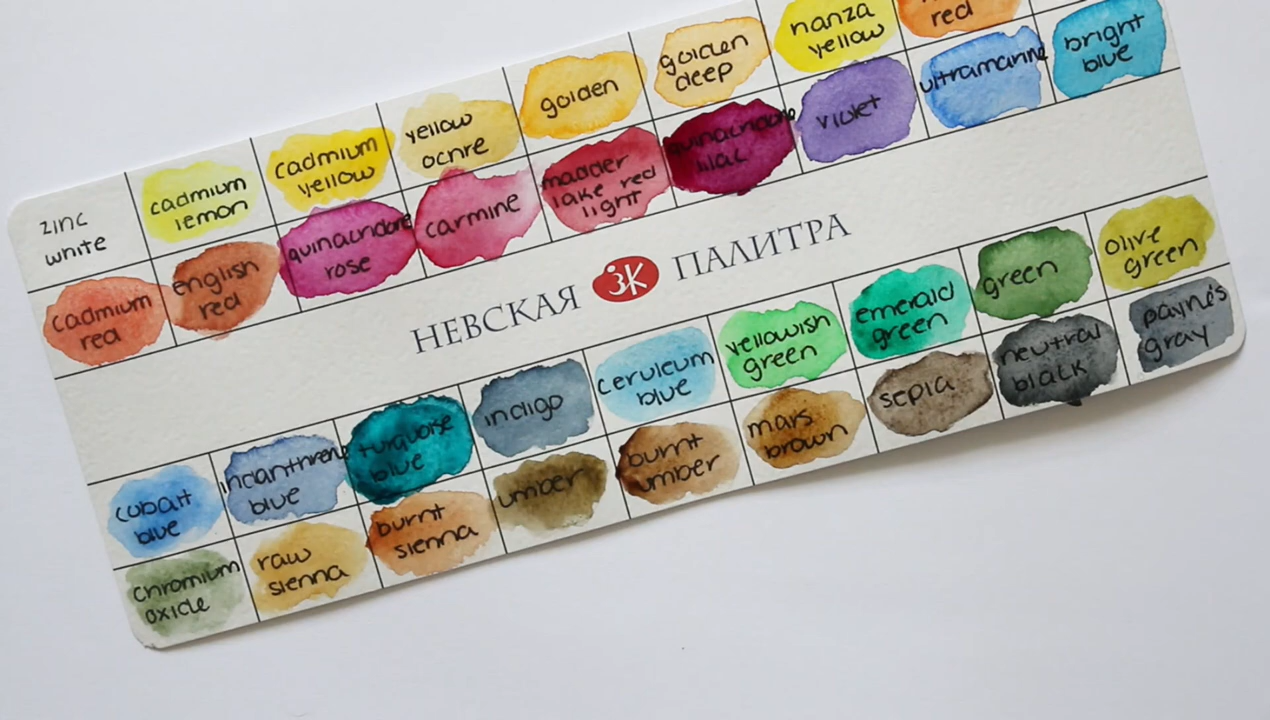 zinc
white
cadmium
lemon
cadmium
yellow
yellow
ochre
golden
golden
deep
hanza
yellow
red
cadmium
red
english
red
quinacridone
rose
carmine
madder
lake red
light
quinacridone
lilac
violet
ultramarine
bright
blue
НЕВСКАЯ ЗК ПАЛИТРА
cobalt
blue
indanthrene
blue
turquoise
blue
indigo
ceruleum
blue
yellowish
green
emerald
green
green
olive
green
chromium
oxide
raw
sienna
burnt
sienna
umber
burnt
umber
mars
brown
sepia
neutral
black
payne's
gray